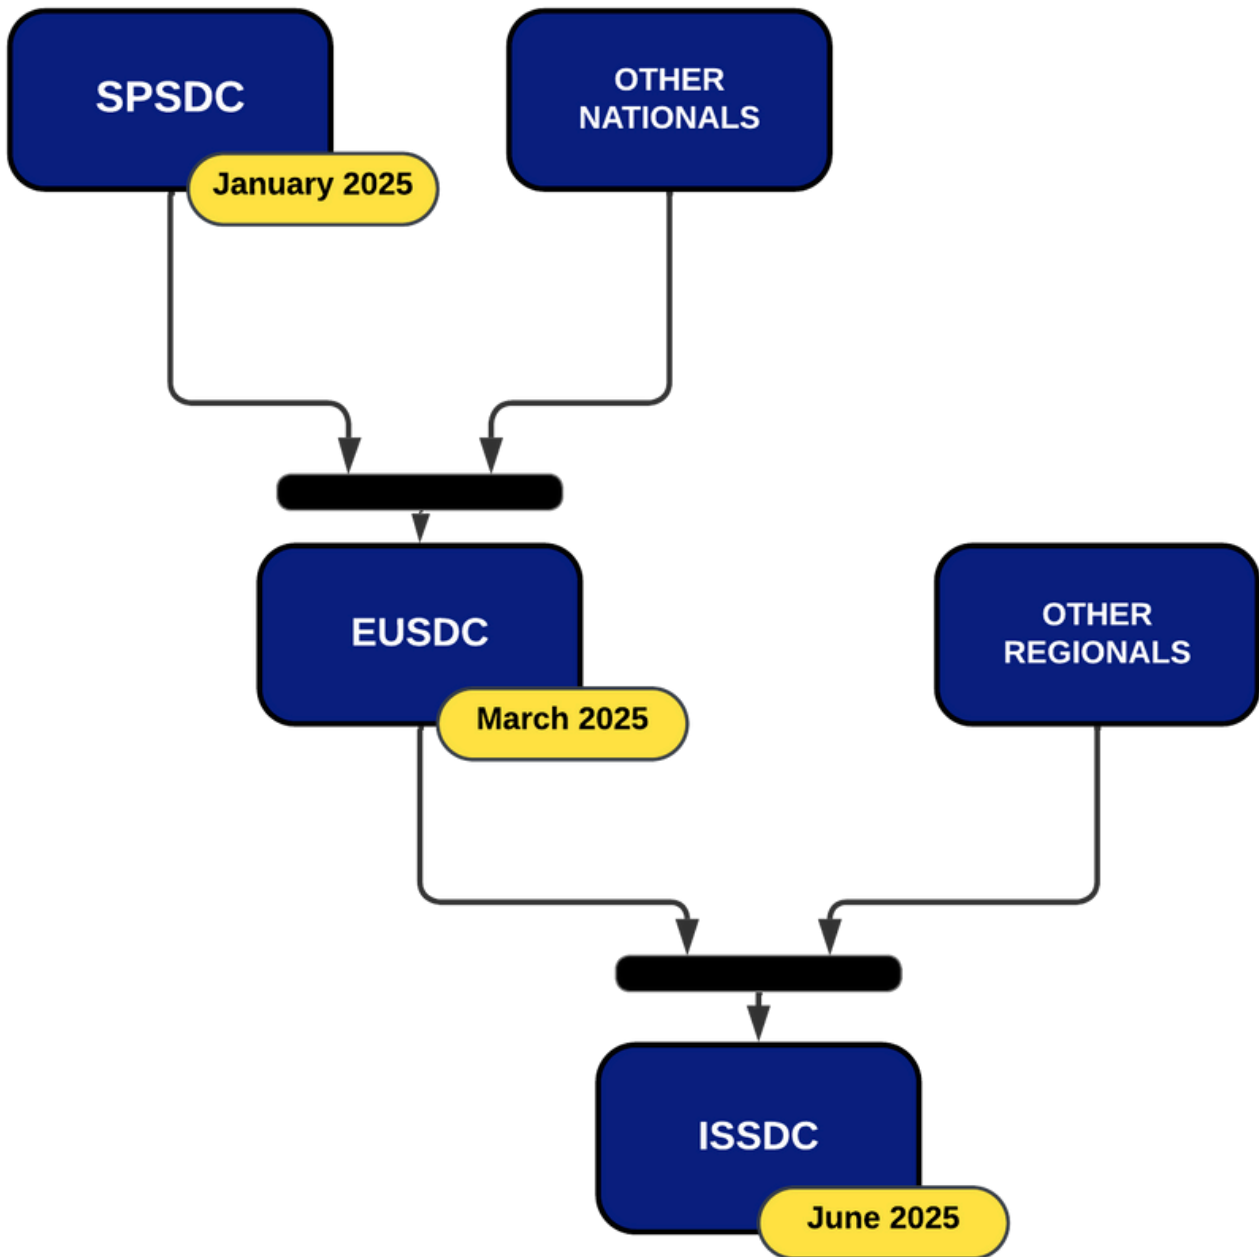 SPSDC
January 2025
OTHER
NATIONALS
EUSDC
March 2025
OTHER
REGIONALS
ISSDC
June 2025